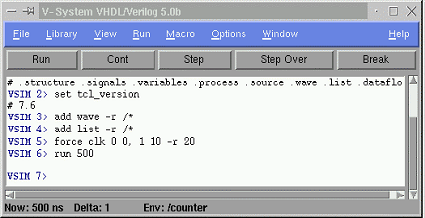 V-System VHDL/Verilog 5.0b
File Library View Run Macro Options Window Help
Run Cont Step Step Over Break
# .structure .signals .variables .process .source .wave .list .dataflo
VSIM 2> set tcl_version
# 7.6
VSIM 3> add wave -r /*
VSIM 4> add list -r /*
VSIM 5> force clk 0 0, 1 10 -r 20
VSIM 6> run 500
VSIM 7>
Now: 500 ns Delta: 1 Env: /counter